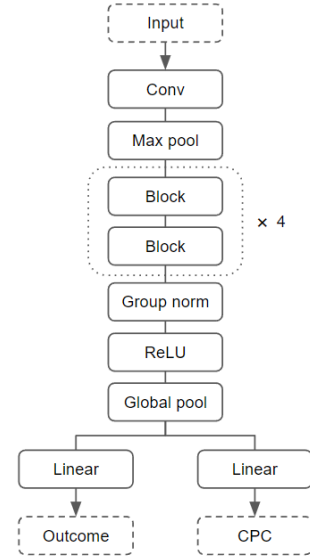 Input
Conv
Max pool
Block
Block
× 4
Group norm
ReLU
Global pool
Linear
Linear
Outcome
CPC